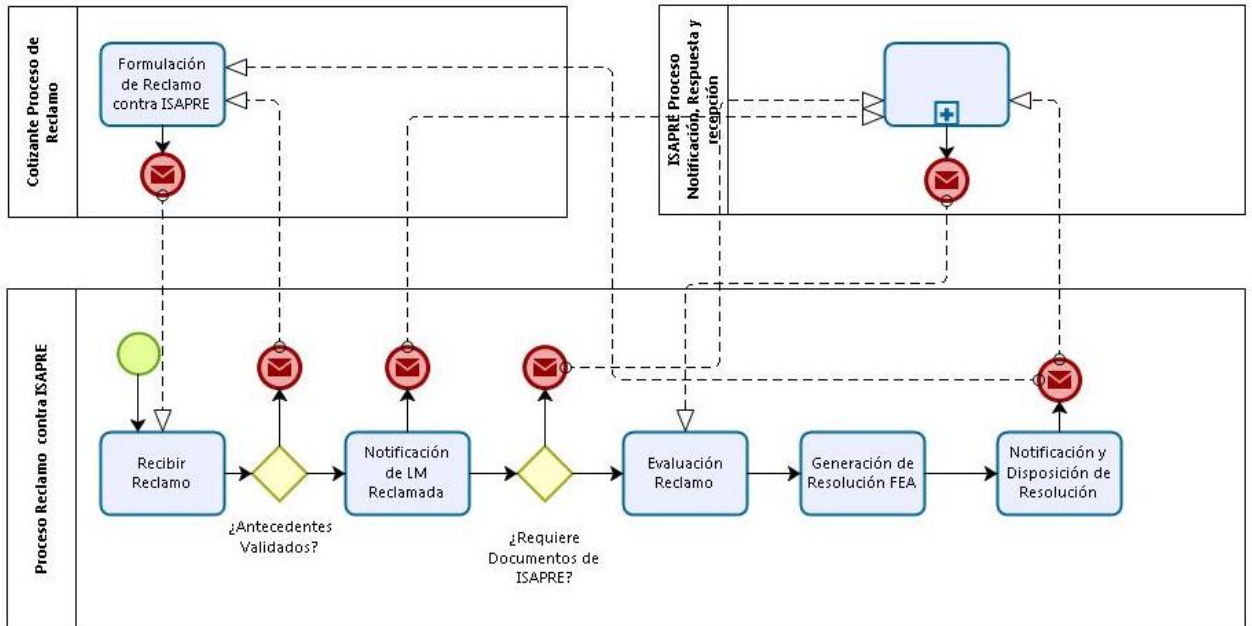 Cotizante Proceso de
Reclamo
Formulación
de Reclamo
contra ISAPRE
ISAPRE Proceso
Notificación, Respuesta y
recepción
Proceso Reclamo contra ISAPRE
Recibir
Reclamo
¿Antecedentes
Validados?
Notificación
de LM
Reclamada
¿Requiere
Documentos de
ISAPRE?
Evaluación
Reclamo
Generación de
Resolución FEA
Notificación y
Disposición de
Resolución